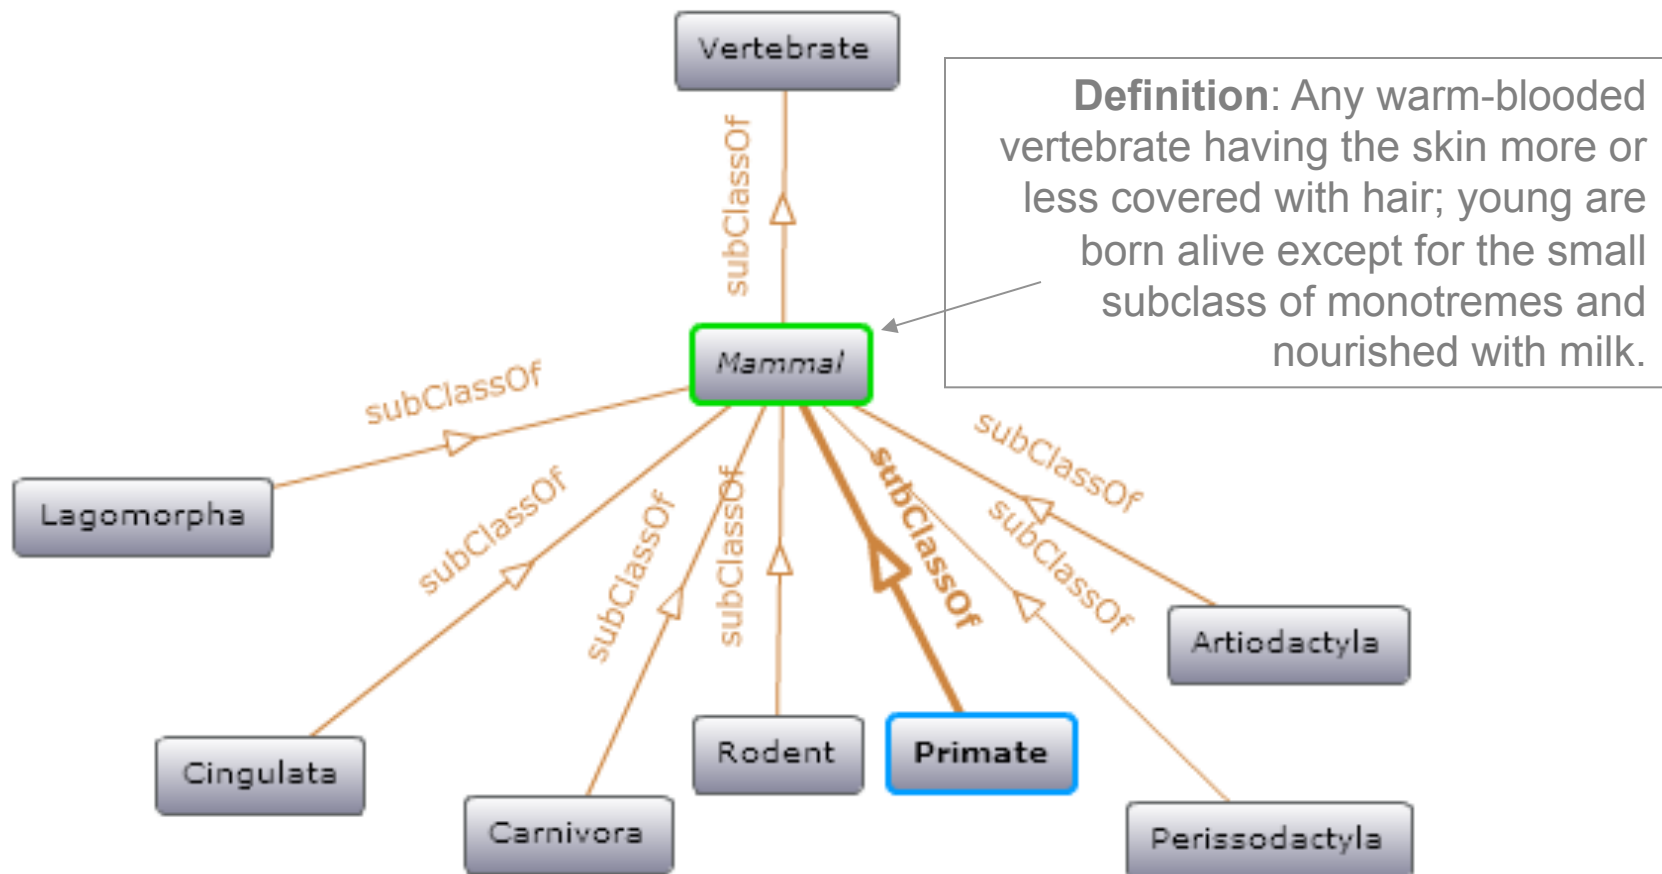 Vertebrate
Definition: Any warm-blooded
vertebrate having the skin more or
less covered with hair; young are
born alive except for the small
subclass of monotremes and
nourished with milk.
subClassOf
Mammal
subClassOf
subClassOf
subClassOf
subClassOf
subClassOf
subClassOf
subClassOf
Lagomorpha
Artiodactyla
Cingulata
Rodent
Primate
Carnivora
Perissodactyla